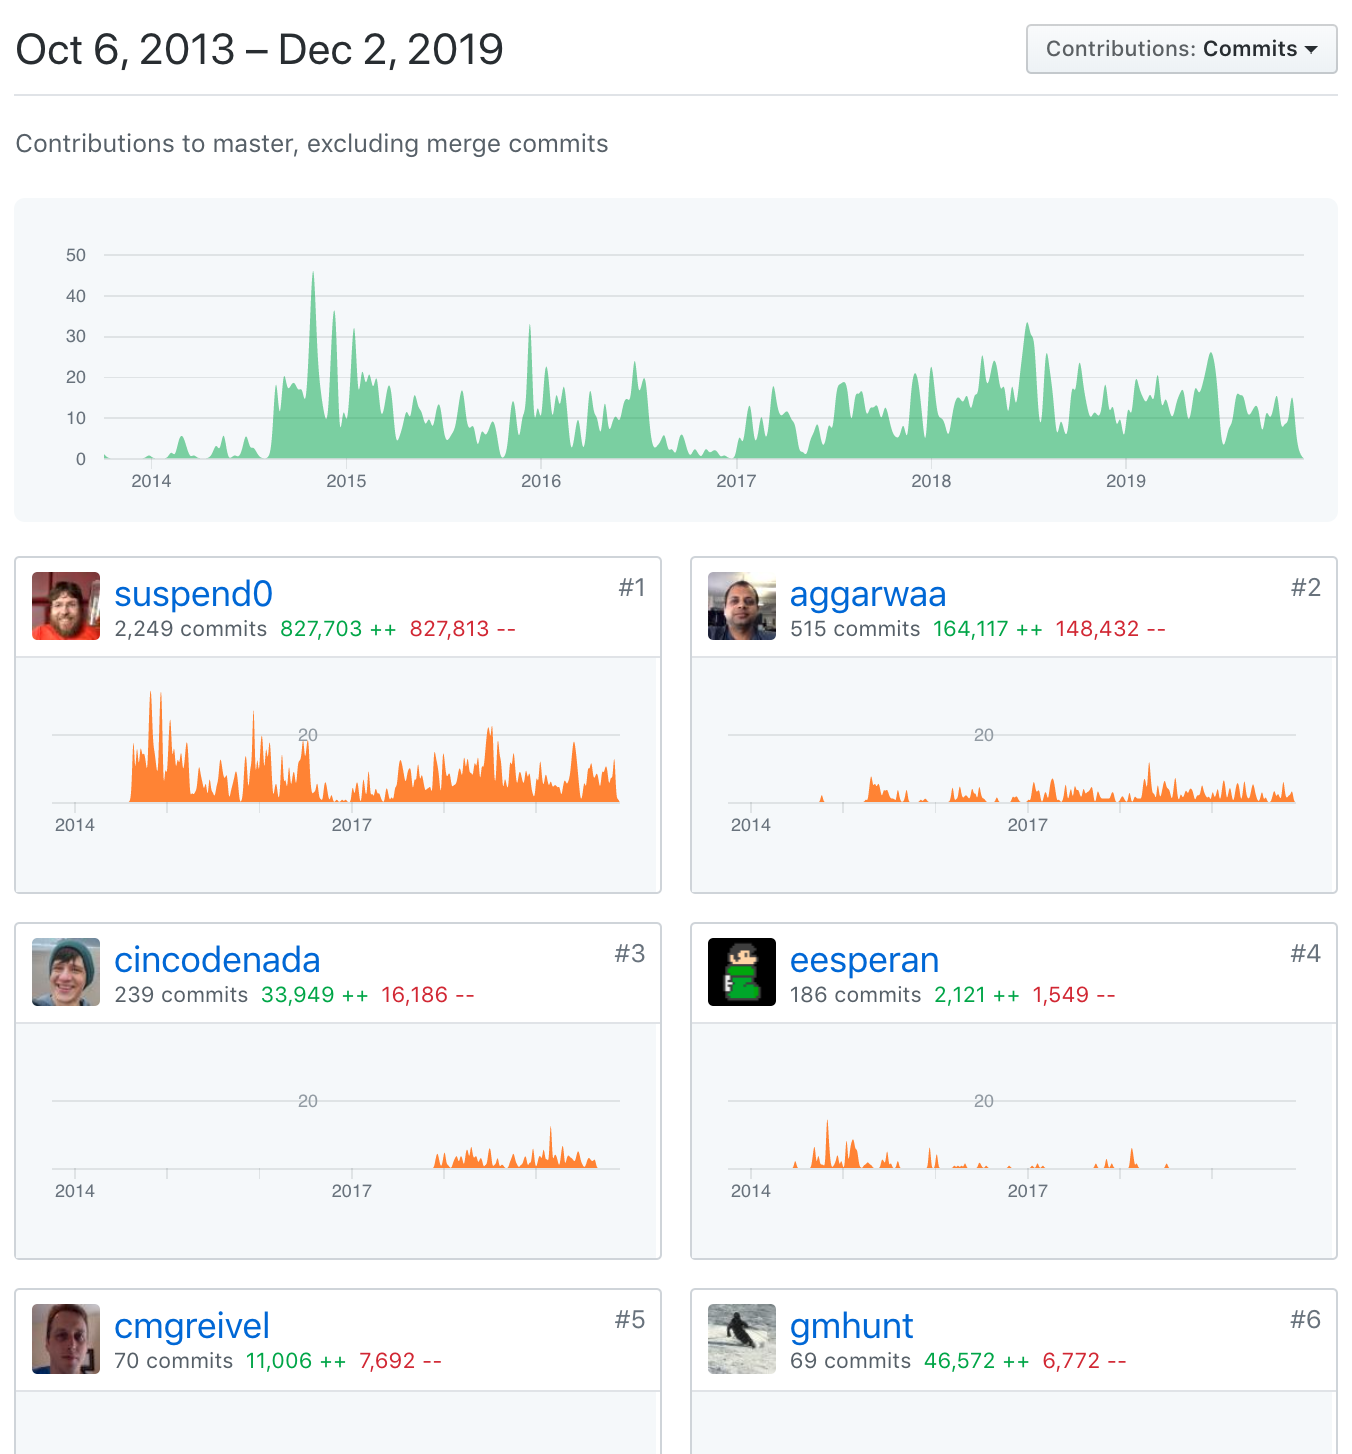 Oct 6, 2013 – Dec 2, 2019
Contributions: Commits
Contributions to master, excluding merge commits
50
40
30
20
10
0
2014 2015 2016 2017 2018 2019
suspend0 #1
2,249 commits 827,703 ++ 827,813 --
20
2014 2017
aggarwaa #2
515 commits 164,117 ++ 148,432 --
20
2014 2017
cincodenada #3
239 commits 33,949 ++ 16,186 --
20
2014 2017
eesperan #4
186 commits 2,121 ++ 1,549 --
20
2014 2017
cmgreivel #5
70 commits 11,006 ++ 7,692 --
gmhunt #6
69 commits 46,572 ++ 6,772 --